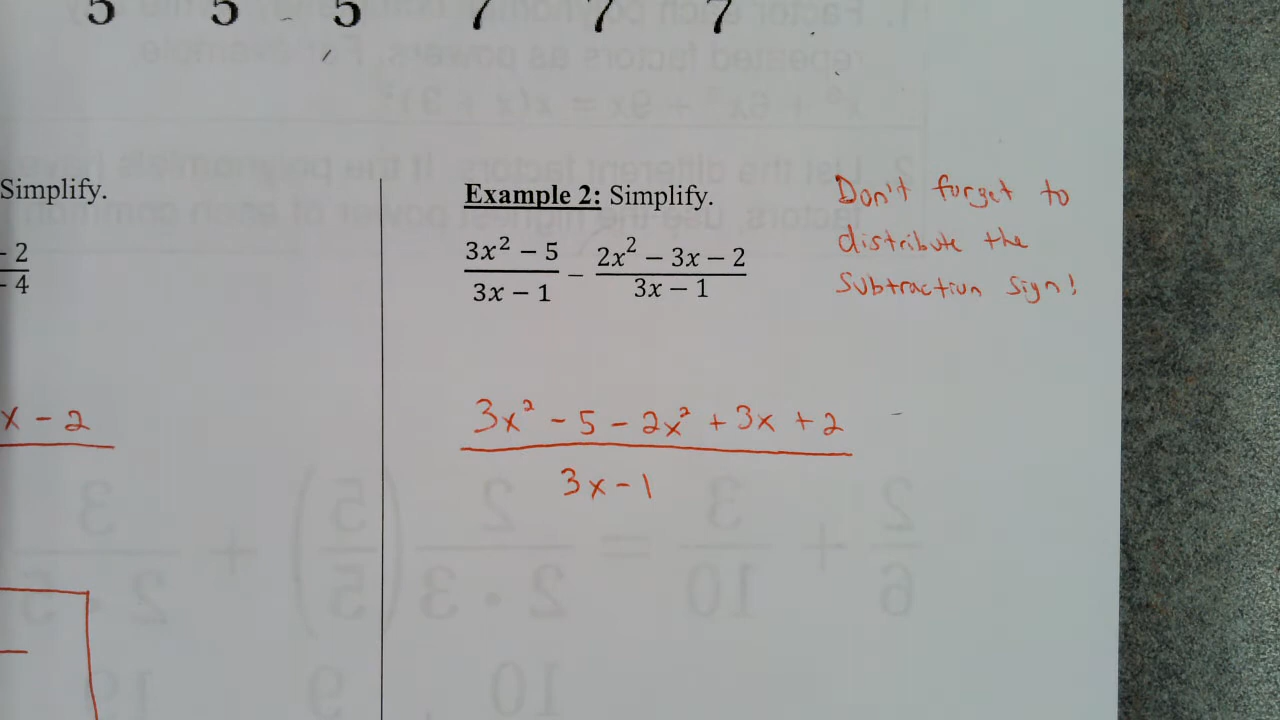 5 - 5 7 7 7
Simplify.
- 2
- 4
x - 2
Example 2: Simplify.
3x² − 5
3x − 1
−
2x² − 3x − 2
3x − 1
Don't forget to
distribute the
subtraction sign!
3x² - 5 - 2x² + 3x + 2
3x - 1